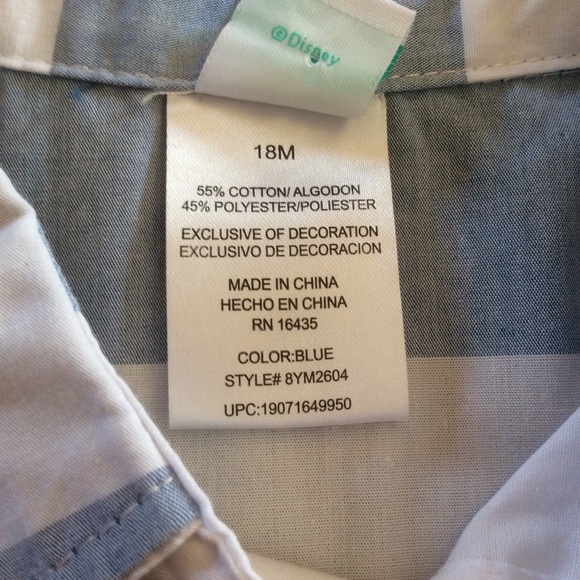 ©Disney
18M
55% COTTON/ ALGODON
45% POLYESTER/POLIESTER
EXCLUSIVE OF DECORATION
EXCLUSIVO DE DECORACION
MADE IN CHINA
HECHO EN CHINA
RN 16435
COLOR:BLUE
STYLE# 8YM2604
UPC:19071649950